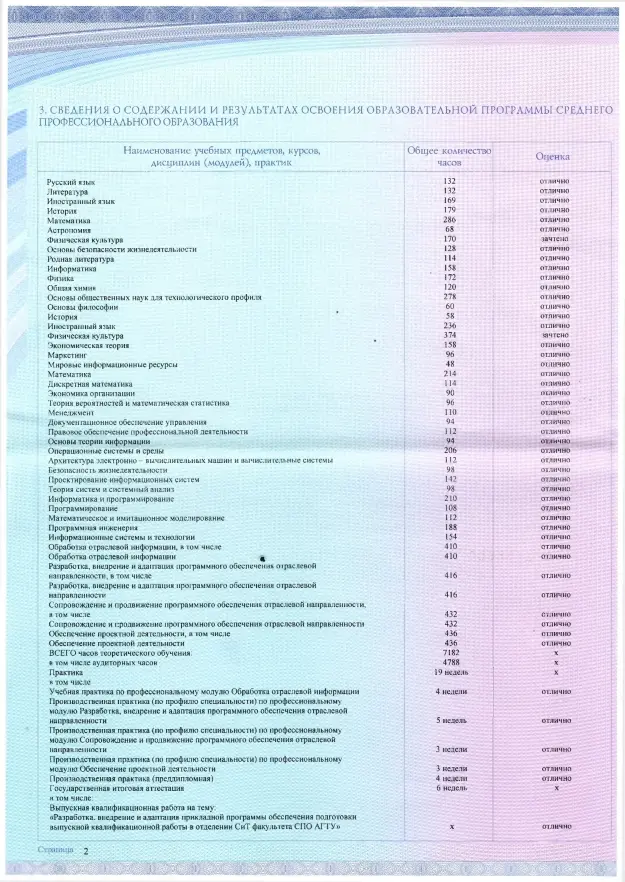 3. СВЕДЕНИЯ О СОДЕРЖАНИИ И РЕЗУЛЬТАТАХ ОСВОЕНИЯ ОБРАЗОВАТЕЛЬНОЙ ПРОГРАММЫ СРЕДНЕГО
ПРОФЕССИОНАЛЬНОГО ОБРАЗОВАНИЯ
Наименование учебных предметов, курсов, дисциплин (модулей), практик Общее количество часов Оценка
Русский язык 132 отлично
Литература 132 отлично
Иностранный язык 169 отлично
История 179 отлично
Математика 286 отлично
Астрономия 68 отлично
Физическая культура 170 зачтено
Основы безопасности жизнедеятельности 128 отлично
Родная литература 114 отлично
Информатика 158 отлично
Физика 172 отлично
Общая химия 120 отлично
Основы общественных наук для технологического профиля 278 отлично
Основы философии 60 отлично
История 58 отлично
Иностранный язык 236 отлично
Физическая культура 374 зачтено
Экономическая теория 158 отлично
Маркетинг 96 отлично
Мировые информационные ресурсы 48 отлично
Математика 214 отлично
Дискретная математика 114 отлично
Экономика организации 90 отлично
Теория вероятностей и математическая статистика 96 отлично
Менеджмент 110 отлично
Документационное обеспечение управления 94 отлично
Правовое обеспечение профессиональной деятельности 112 отлично
Основы теории информации 94 отлично
Операционные системы и среды 206 отлично
Архитектура электронно – вычислительных машин и вычислительные системы 112 отлично
Безопасность жизнедеятельности 98 отлично
Проектирование информационных систем 142 отлично
Теория систем и системный анализ 98 отлично
Информатика и программирование 210 отлично
Программирование 108 отлично
Математическое и имитационное моделирование 112 отлично
Программная инженерия 188 отлично
Информационные системы и технологии 154 отлично
Обработка отраслевой информации, в том числе 410 отлично
Обработка отраслевой информации 410 отлично
Разработка, внедрение и адаптация программного обеспечения отраслевой
направленности, в том числе 416 отлично
Разработка, внедрение и адаптация программного обеспечения отраслевой
направленности 416 отлично
Сопровождение и продвижение программного обеспечения отраслевой направленности,
в том числе 432 отлично
Сопровождение и продвижение программного обеспечения отраслевой направленности 432 отлично
Обеспечение проектной деятельности, в том числе 436 отлично
Обеспечение проектной деятельности 436 отлично
ВСЕГО часов теоретического обучения: 7182 x
в том числе аудиторных часов 4788 x
Практика 19 недель x
в том числе
Учебная практика по профессиональному модулю Обработка отраслевой информации 4 недели отлично
Производственная практика (по профилю специальности) по профессиональному
модулю Разработка, внедрение и адаптация программного обеспечения отраслевой
направленности 5 недель отлично
Производственная практика (по профилю специальности) по профессиональному
модулю Сопровождение и продвижение программного обеспечения отраслевой
направленности 3 недели отлично
Производственная практика (по профилю специальности) по профессиональному
модулю Обеспечение проектной деятельности 3 недели отлично
Производственная практика (преддипломная) 4 недели отлично
Государственная итоговая аттестация 6 недель x
в том числе:
Выпускная квалификационная работа на тему:
«Разработка, внедрение и адаптация прикладной программы обеспечения подготовки
выпускной квалификационной работы в отделении СиТ факультета СПО АГТУ» x отлично
Страница 2